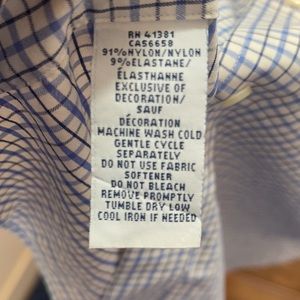 RN 41381
CA56658
91%NYLON/NYLON
9%ELASTANE/
ÉLASTHANNE
EXCLUSIVE OF
DECORATION/
SAUF
DÉCORATION
MACHINE WASH COLD
GENTLE CYCLE
SEPARATELY
DO NOT USE FABRIC
SOFTENER
DO NOT BLEACH
REMOVE PROMPTLY
TUMBLE DRY LOW
COOL IRON IF NEEDED